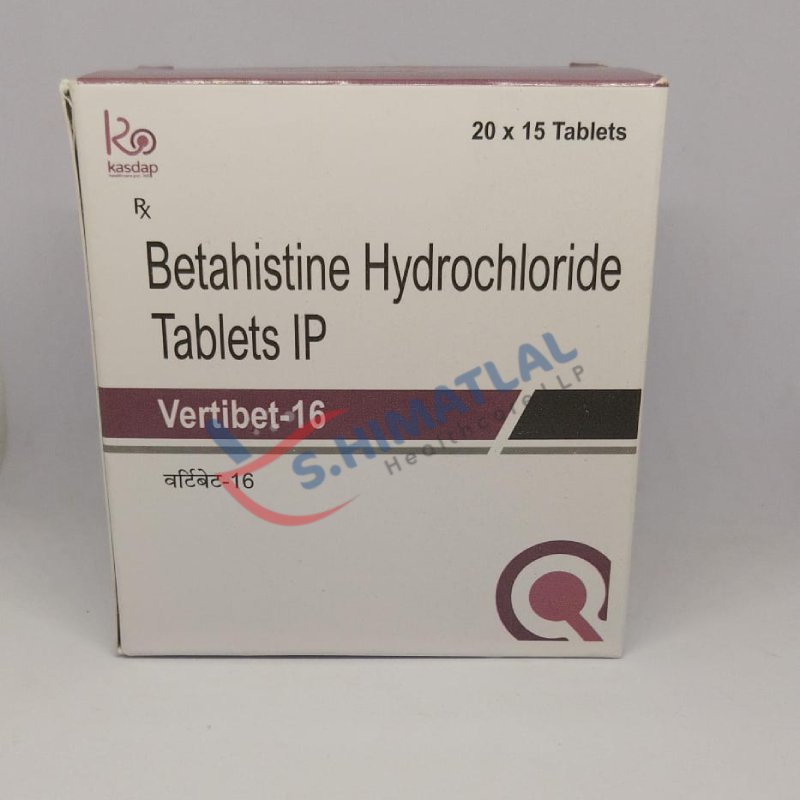 kasdap
20 x 15 Tablets
Rx
Betahistine Hydrochloride
Tablets IP
Vertibet-16
वर्टिबेट-16
S.HIMATLAL
Healthcare LLP